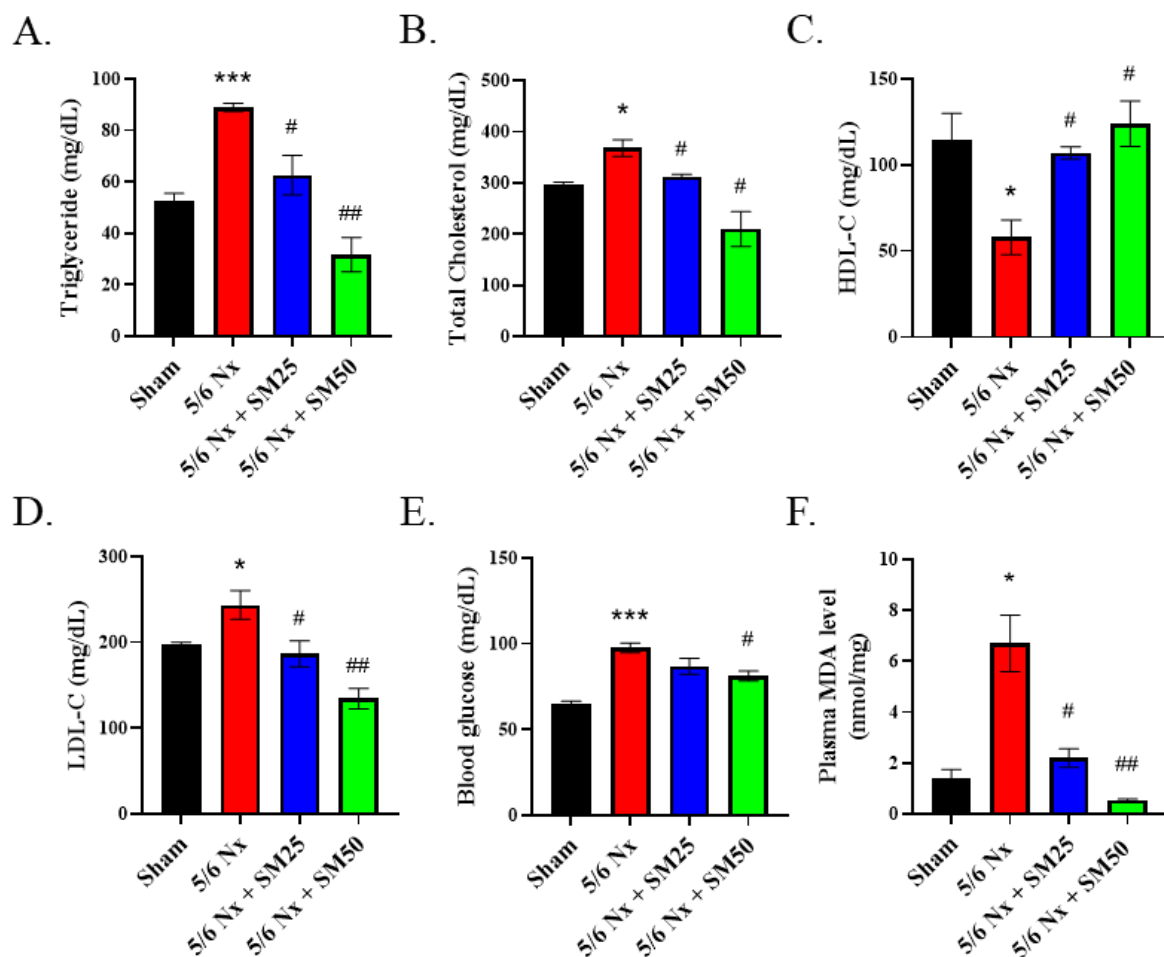 A.
Triglyceride (mg/dL)
100
80
60
40
20
0
***
#
##
Sham
5/6 Nx
5/6 Nx + SM25
5/6 Nx + SM50
B.
Total Cholesterol (mg/dL)
500
400
300
200
100
0
*
#
#
Sham
5/6 Nx
5/6 Nx + SM25
5/6 Nx + SM50
C.
HDL-C (mg/dL)
150
100
50
0
*
#
#
Sham
5/6 Nx
5/6 Nx + SM25
5/6 Nx + SM50
D.
LDL-C (mg/dL)
300
200
100
0
*
#
##
Sham
5/6 Nx
5/6 Nx + SM25
5/6 Nx + SM50
E.
Blood glucose (mg/dL)
150
100
50
0
***
#
Sham
5/6 Nx
5/6 Nx + SM25
5/6 Nx + SM50
F.
Plasma MDA level
(nmol/mg)
10
8
6
4
2
0
*
#
##
Sham
5/6 Nx
5/6 Nx + SM25
5/6 Nx + SM50